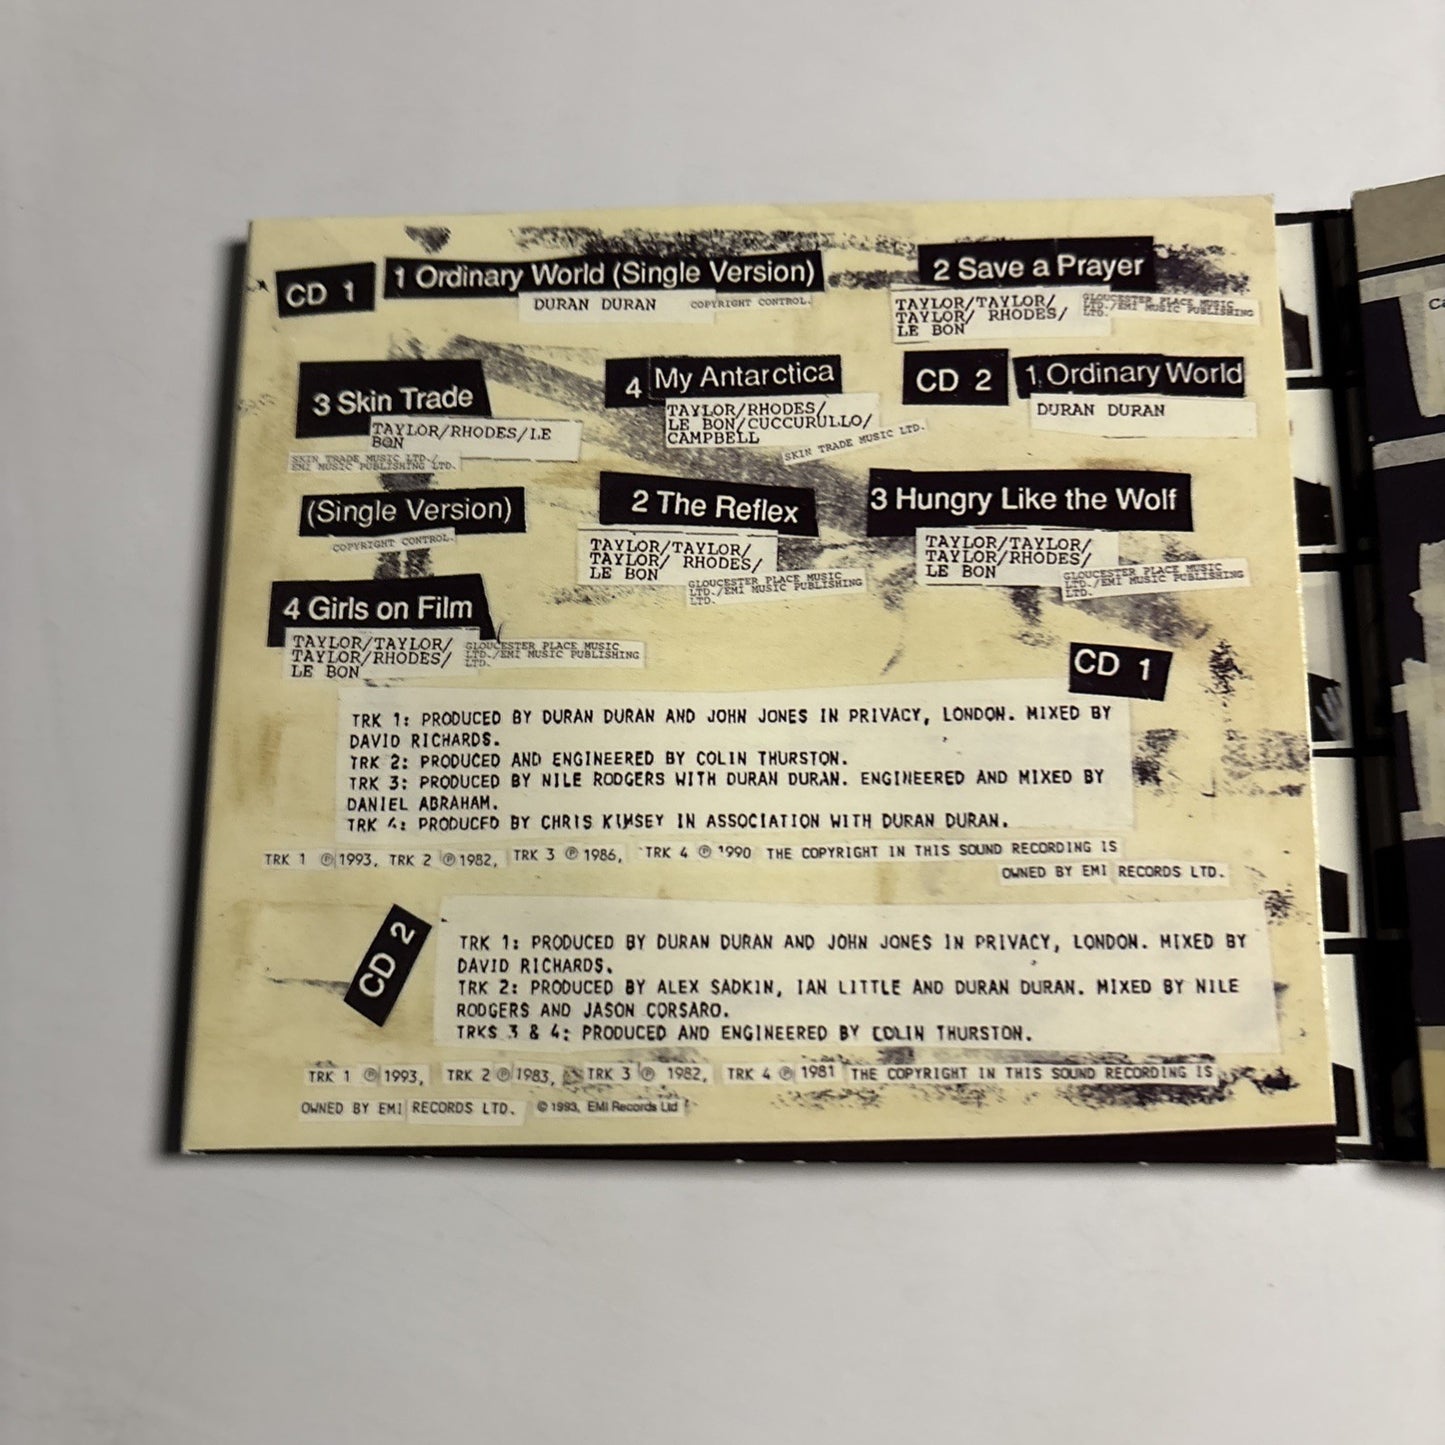 CD 1
1 Ordinary World (Single Version)
DURAN DURAN
COPYRIGHT CONTROL.
2 Save a Prayer
TAYLOR/TAYLOR/
TAYLOR/ RHODES/
LE BON
GLOUCESTER PLACE MUSIC
LTD./EMI MUSIC PUBLISHING
LTD.
3 Skin Trade
TAYLOR/RHODES/LE
BON
SKIN TRADE MUSIC LTD./
EMI MUSIC PUBLISHING LTD.
4 My Antarctica
TAYLOR/RHODES/
LE BON/CUCCURULLO/
CAMPBELL
SKIN TRADE MUSIC LTD.
CD 2
1 Ordinary World
DURAN DURAN
(Single Version)
COPYRIGHT CONTROL.
2 The Reflex
TAYLOR/TAYLOR/
TAYLOR/ RHODES/
LE BON
GLOUCESTER PLACE MUSIC
LTD./EMI MUSIC PUBLISHING
LTD.
3 Hungry Like the Wolf
TAYLOR/TAYLOR/
TAYLOR/RHODES/
LE BON
GLOUCESTER PLACE MUSIC
LTD./EMI MUSIC PUBLISHING
LTD.
4 Girls on Film
TAYLOR/TAYLOR/
TAYLOR/RHODES/
LE BON
GLOUCESTER PLACE MUSIC
LTD./EMI MUSIC PUBLISHING
LTD.
CD 1
TRK 1: PRODUCED BY DURAN DURAN AND JOHN JONES IN PRIVACY, LONDON. MIXED BY
DAVID RICHARDS.
TRK 2: PRODUCED AND ENGINEERED BY COLIN THURSTON.
TRK 3: PRODUCED BY NILE RODGERS WITH DURAN DURAN. ENGINEERED AND MIXED BY
DANIEL ABRAHAM.
TRK 4: PRODUCED BY CHRIS KIMSEY IN ASSOCIATION WITH DURAN DURAN.
TRK 1 ℗ 1993, TRK 2 ℗ 1982, TRK 3 ℗ 1986, TRK 4 ℗ 1990 THE COPYRIGHT IN THIS SOUND RECORDING IS
OWNED BY EMI RECORDS LTD.
CD 2
TRK 1: PRODUCED BY DURAN DURAN AND JOHN JONES IN PRIVACY, LONDON. MIXED BY
DAVID RICHARDS.
TRK 2: PRODUCED BY ALEX SADKIN, IAN LITTLE AND DURAN DURAN. MIXED BY NILE
RODGERS AND JASON CORSARO.
TRKS 3 & 4: PRODUCED AND ENGINEERED BY COLIN THURSTON.
TRK 1 ℗ 1993, TRK 2 ℗ 1983, TRK 3 ℗ 1982, TRK 4 ℗ 1981 THE COPYRIGHT IN THIS SOUND RECORDING IS
OWNED BY EMI RECORDS LTD. © 1993, EMI Records Ltd